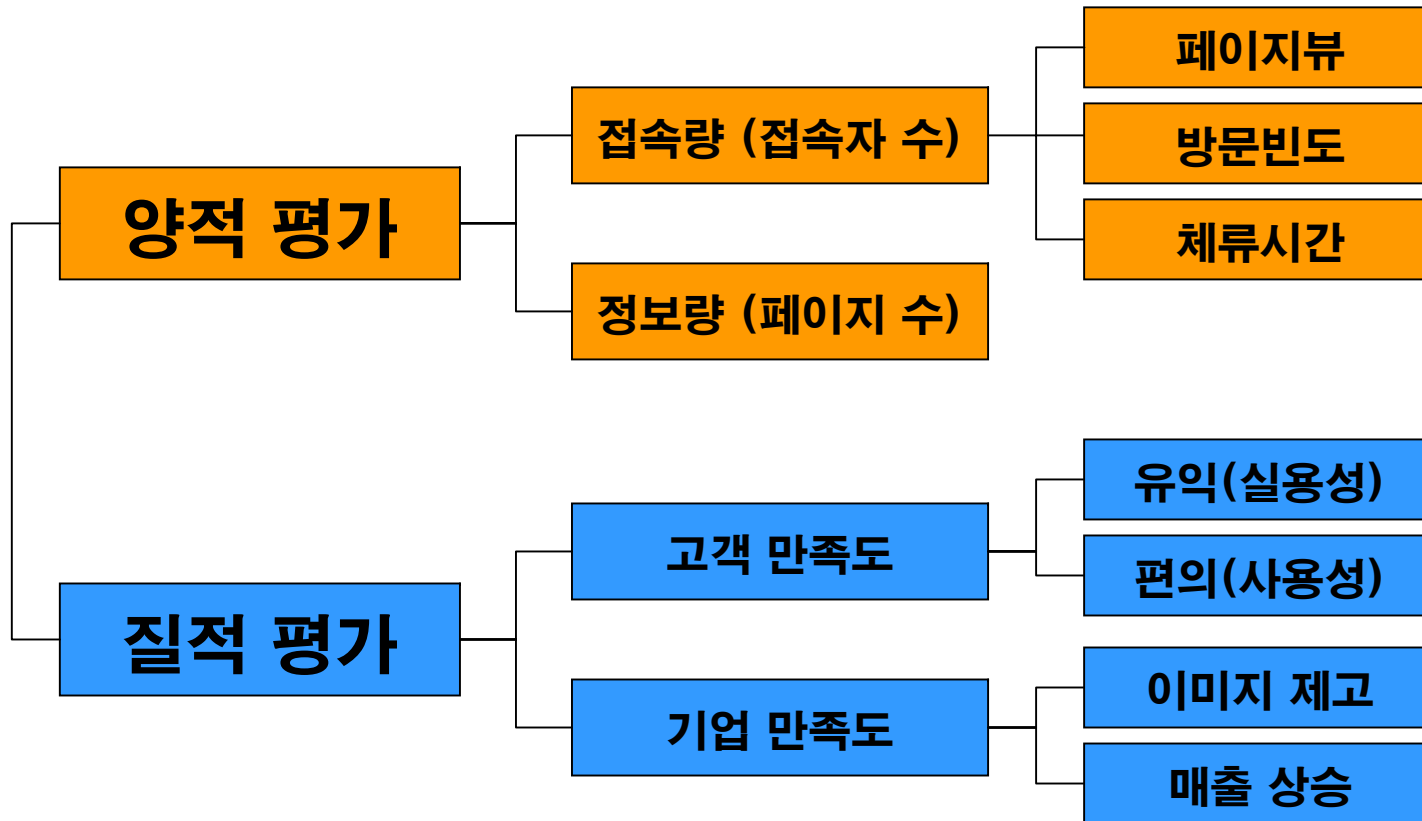 양적 평가
접속량 (접속자 수)
페이지뷰
방문빈도
체류시간
정보량 (페이지 수)
질적 평가
고객 만족도
유익(실용성)
편의(사용성)
기업 만족도
이미지 제고
매출 상승